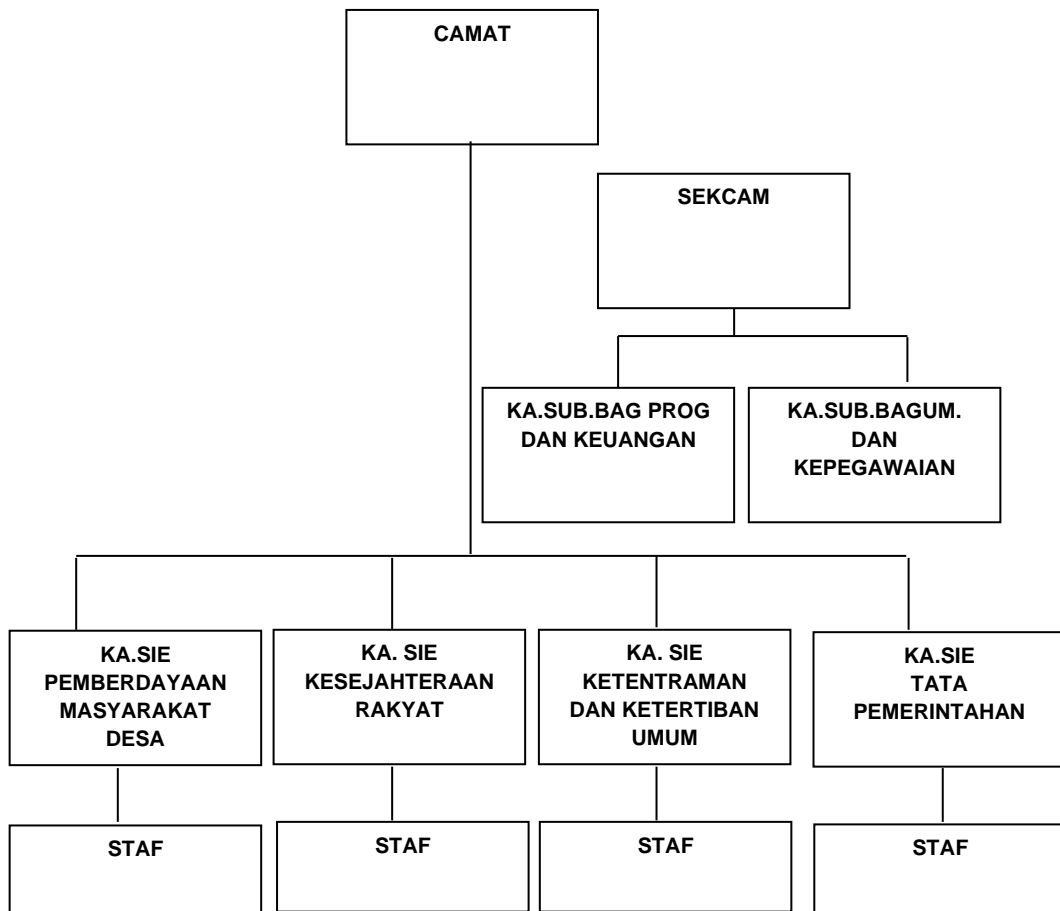 CAMAT
SEKCAM
KA.SUB.BAG PROG
DAN KEUANGAN
KA.SUB.BAGUM.
DAN
KEPEGAWAIAN
KA.SIE
PEMBERDAYAAN
MASYARAKAT
DESA
KA. SIE
KESEJAHTERAAN
RAKYAT
KA. SIE
KETENTRAMAN
DAN KETERTIBAN
UMUM
KA.SIE
TATA
PEMERINTAHAN
STAF
STAF
STAF
STAF